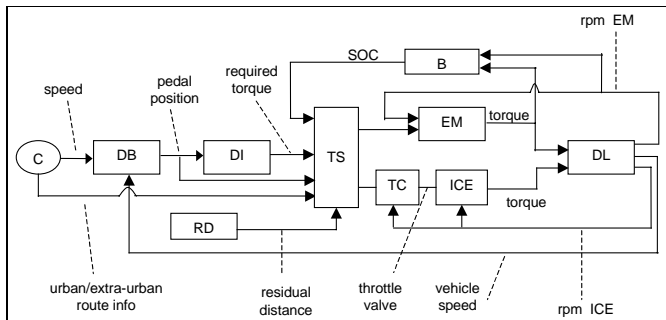 rpm EM
SOC
B
speed
pedal
position
required
torque
EM
torque
C
DB
DI
TS
DL
TC
ICE
torque
RD
urban/extra-urban
route info
residual
distance
throttle
valve
vehicle
speed
rpm ICE